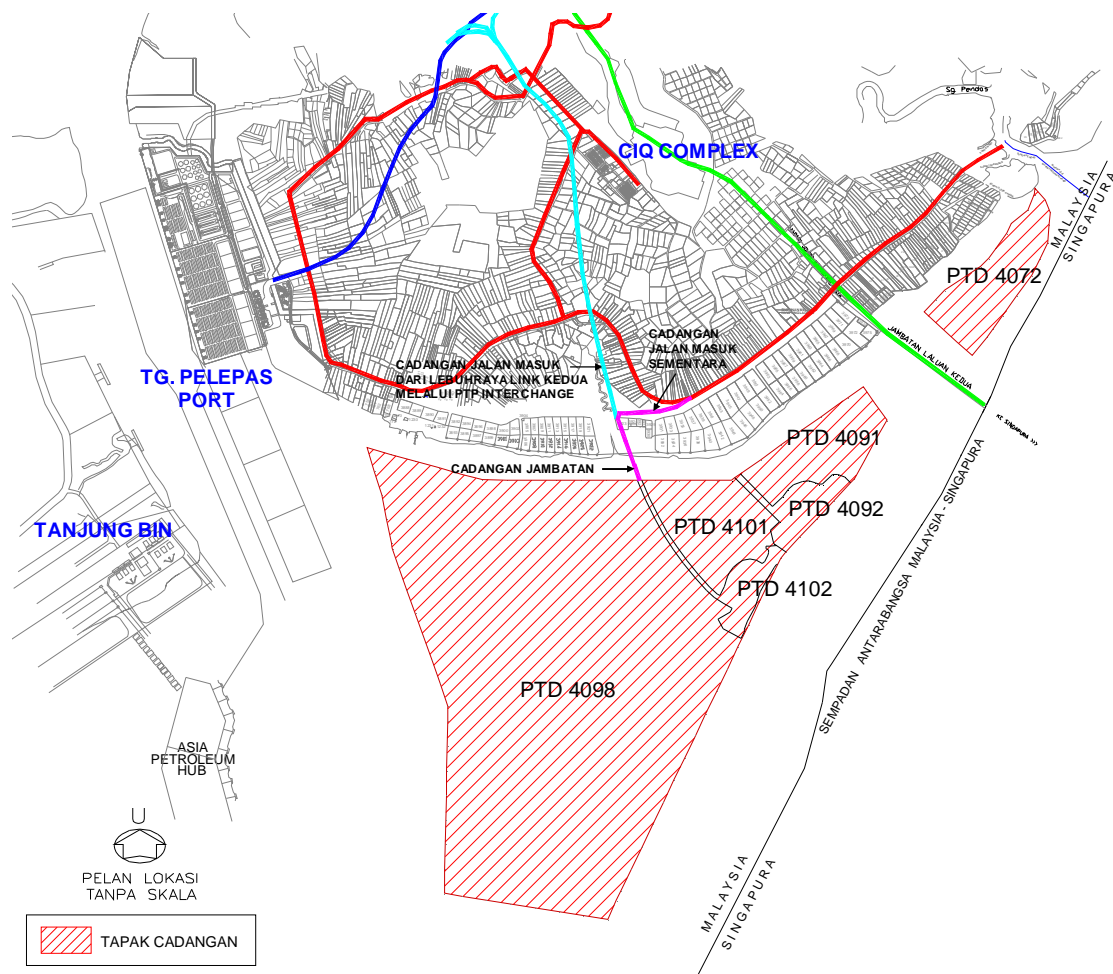 Sg. Pendas
CIQ COMPLEX
MALAYSIA
SINGAPURA
PTD 4072
JAMBATAN LALUAN KEDUA
KE SINGAPURA >>>
CADANGAN
JALAN MASUK
SEMENTARA
CADANGAN JALAN MASUK
DARI LEBUHRAYA LINK KEDUA
MELALUI PTP INTERCHANGE
TG. PELEPAS
PORT
PTD 4091
CADANGAN JAMBATAN
PTD 4092
PTD 4101
TANJUNG BIN
PTD 4102
SEMPADAN ANTARABANGSA MALAYSIA - SINGAPURA
PTD 4098
ASIA
PETROLEUM
HUB
U
PELAN LOKASI
TANPA SKALA
MALAYSIA
SINGAPURA
TAPAK CADANGAN